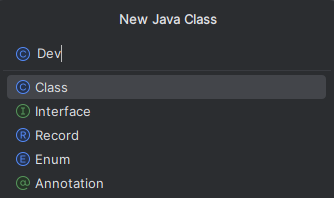 New Java Class
C Dev
C Class
I Interface
R Record
E Enum
@ Annotation